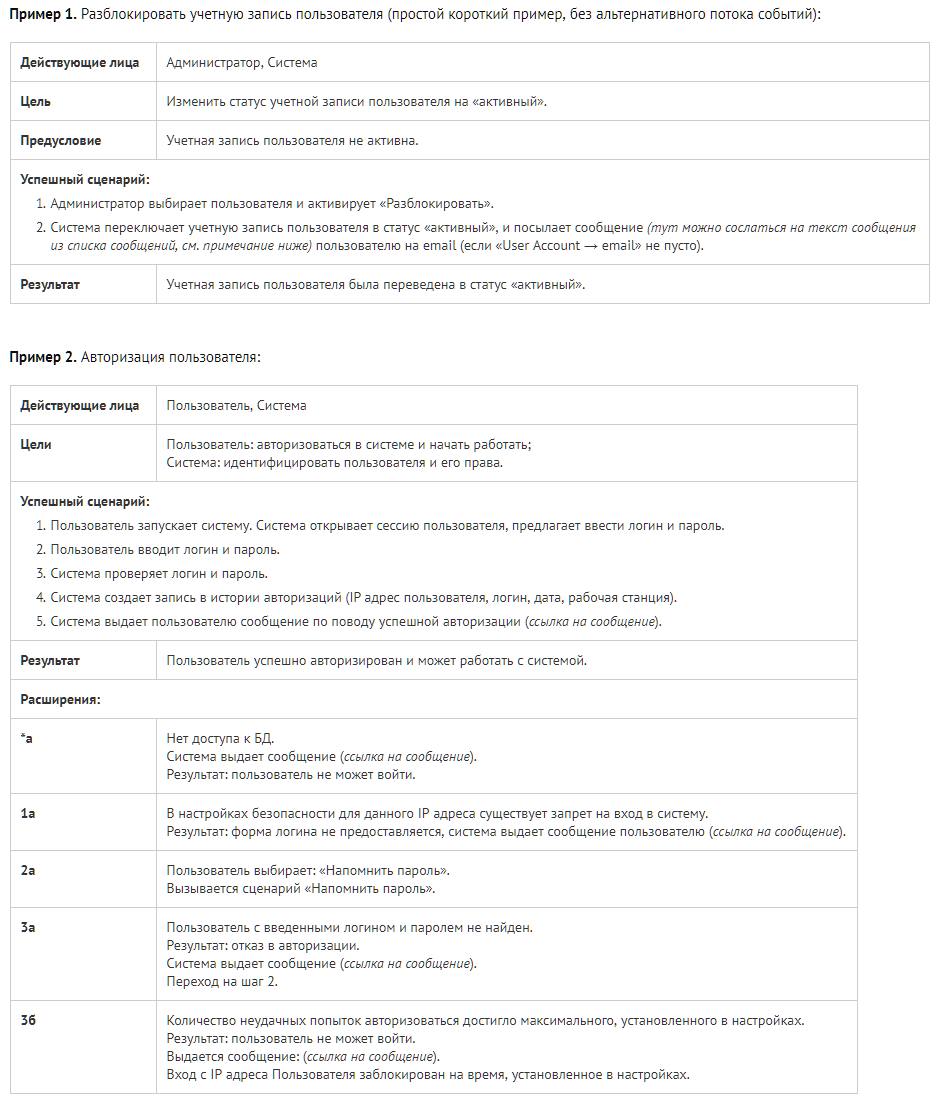 Пример 1. Разблокировать учетную запись пользователя (простой короткий пример, без альтернативного потока событий):
Действующие лица Администратор, Система
Цель Изменить статус учетной записи пользователя на «активный».
Предусловие Учетная запись пользователя не активна.
Успешный сценарий:
1. Администратор выбирает пользователя и активирует «Разблокировать».
2. Система переключает учетную запись пользователя в статус «активный», и посылает сообщение (тут можно сослаться на текст сообщения
из списка сообщений, см. примечание ниже) пользователю на email (если «User Account → email» не пусто).
Результат Учетная запись пользователя была переведена в статус «активный».
Пример 2. Авторизация пользователя:
Действующие лица Пользователь, Система
Цели Пользователь: авторизоваться в системе и начать работать;
Система: идентифицировать пользователя и его права.
Успешный сценарий:
1. Пользователь запускает систему. Система открывает сессию пользователя, предлагает ввести логин и пароль.
2. Пользователь вводит логин и пароль.
3. Система проверяет логин и пароль.
4. Система создает запись в истории авторизаций (IP адрес пользователя, логин, дата, рабочая станция).
5. Система выдает пользователю сообщение по поводу успешной авторизации (ссылка на сообщение).
Результат Пользователь успешно авторизирован и может работать с системой.
Расширения:
*а Нет доступа к БД.
Система выдает сообщение (ссылка на сообщение).
Результат: пользователь не может войти.
1а В настройках безопасности для данного IP адреса существует запрет на вход в систему.
Результат: форма логина не предоставляется, система выдает сообщение пользователю (ссылка на сообщение).
2а Пользователь выбирает: «Напомнить пароль».
Вызывается сценарий «Напомнить пароль».
3а Пользователь с введенными логином и паролем не найден.
Результат: отказ в авторизации.
Система выдает сообщение (ссылка на сообщение).
Переход на шаг 2.
3б Количество неудачных попыток авторизоваться достигло максимального, установленного в настройках.
Результат: пользователь не может войти.
Выдается сообщение: (ссылка на сообщение).
Вход с IP адреса Пользователя заблокирован на время, установленное в настройках.